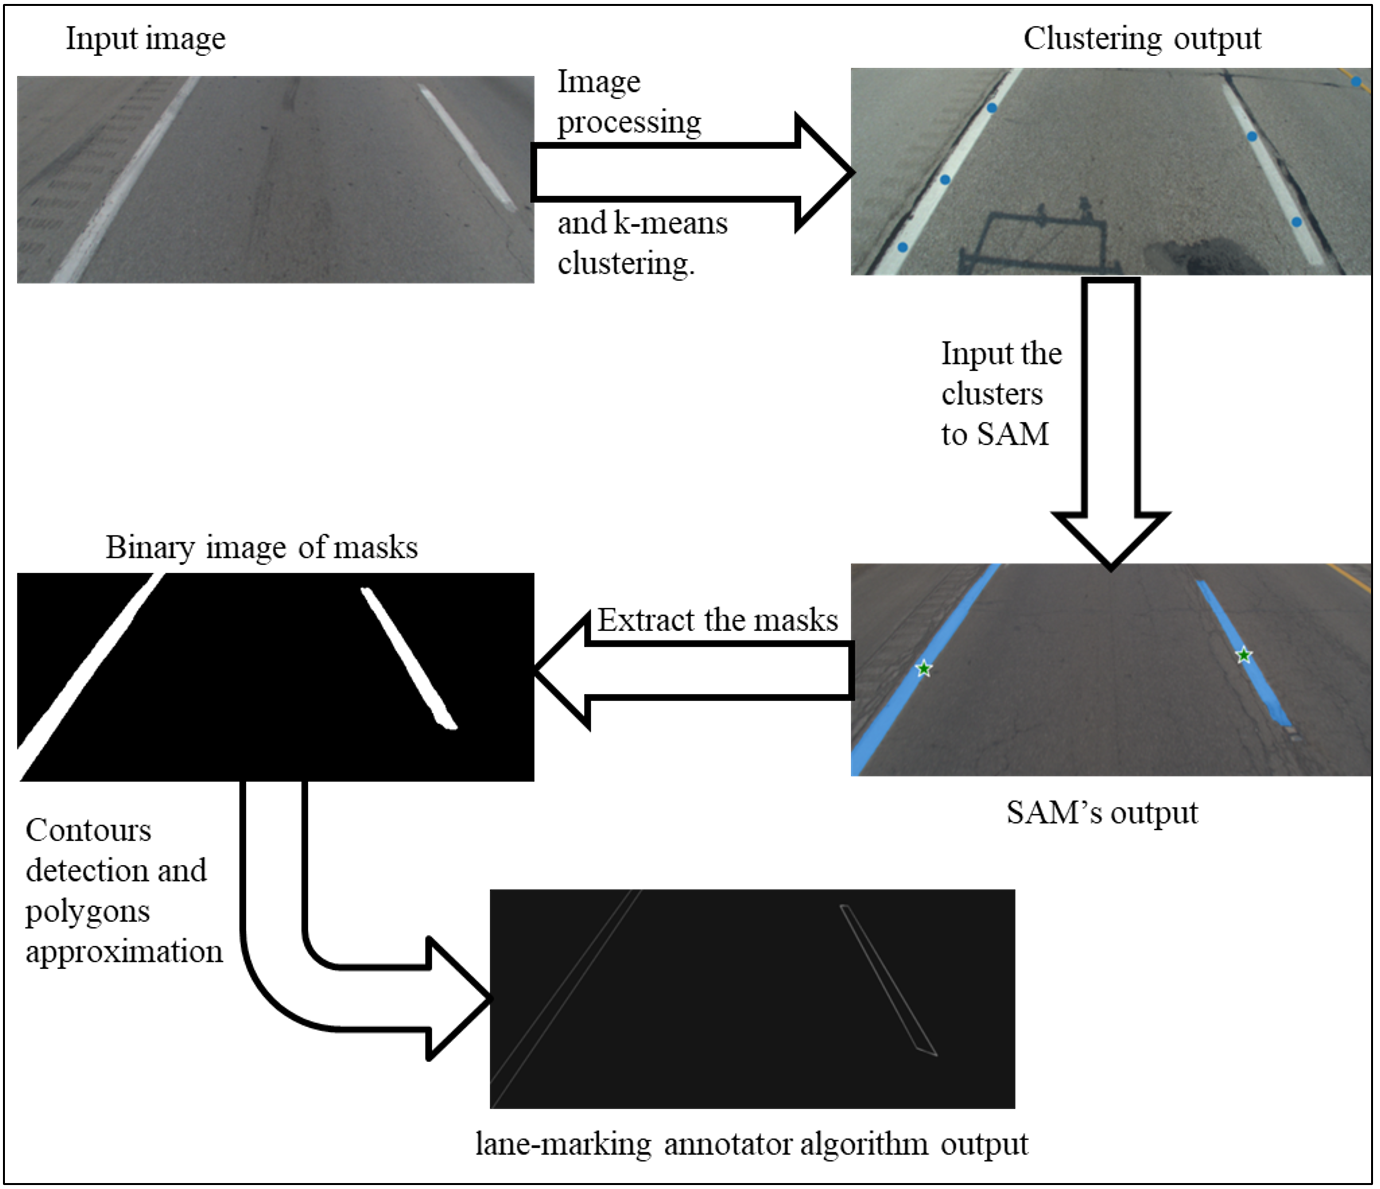 Input image
Image
processing
and k-means
clustering.
Clustering output
Input the
clusters
to SAM
SAM’s output
Extract the masks
Binary image of masks
Contours
detection and
polygons
approximation
lane-marking annotator algorithm output